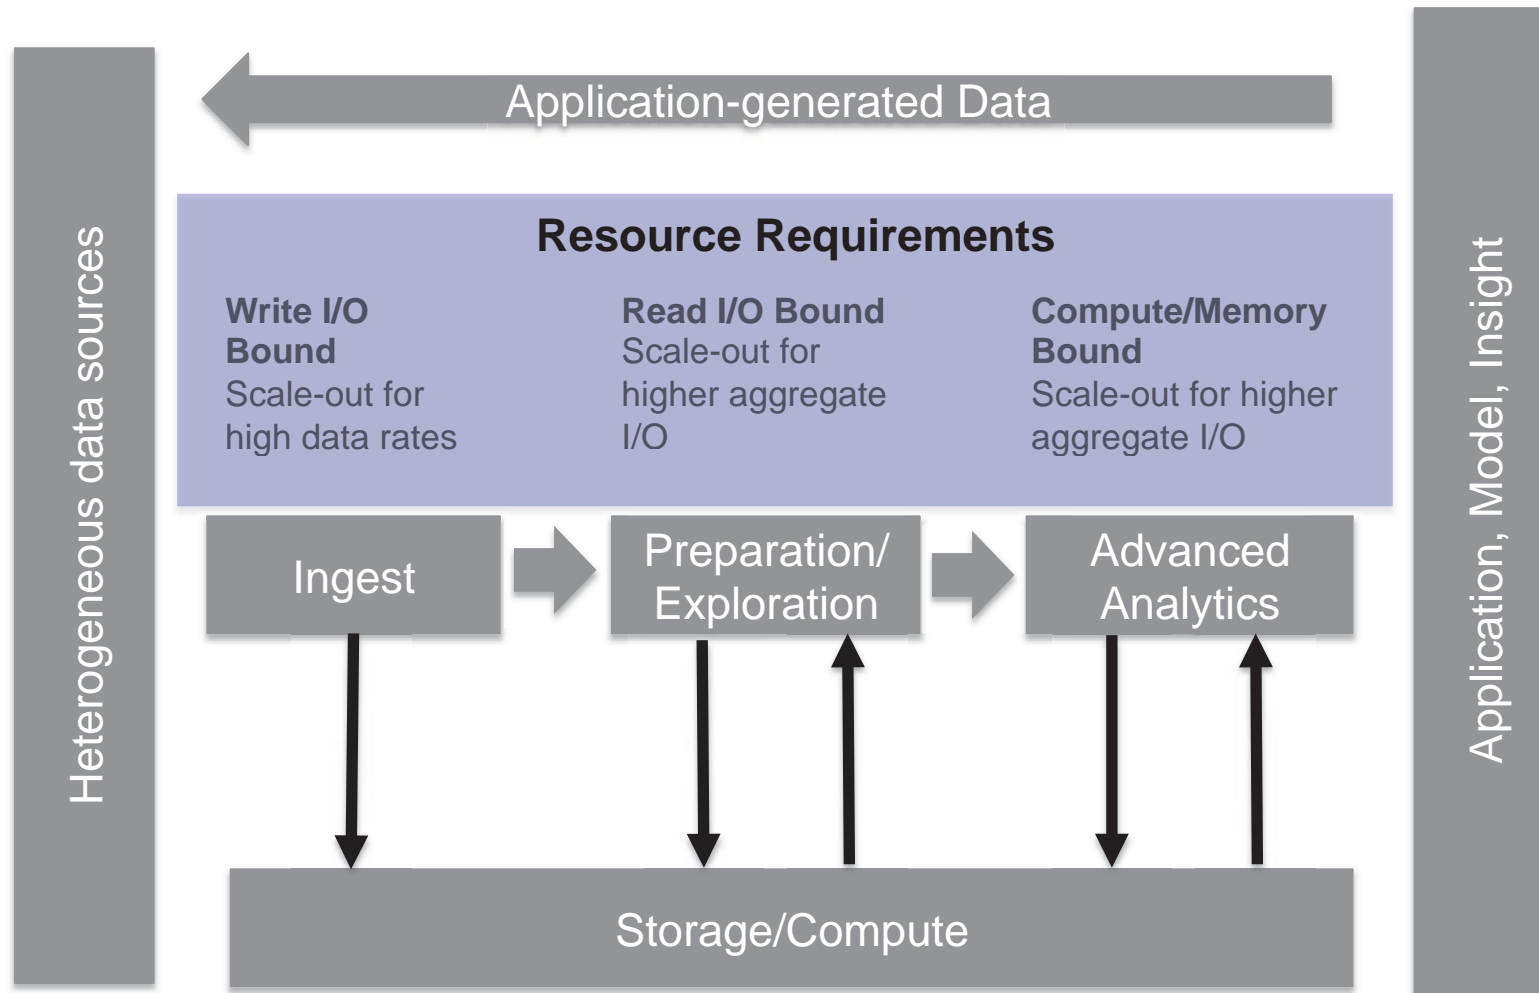 Application-generated Data
Heterogeneous data sources
Resource Requirements
Write I/O
Bound
Scale-out for
high data rates
Read I/O Bound
Scale-out for
higher aggregate
I/O
Compute/Memory
Bound
Scale-out for higher
aggregate I/O
Ingest
Preparation/
Exploration
Advanced
Analytics
Storage/Compute
Application, Model, Insight